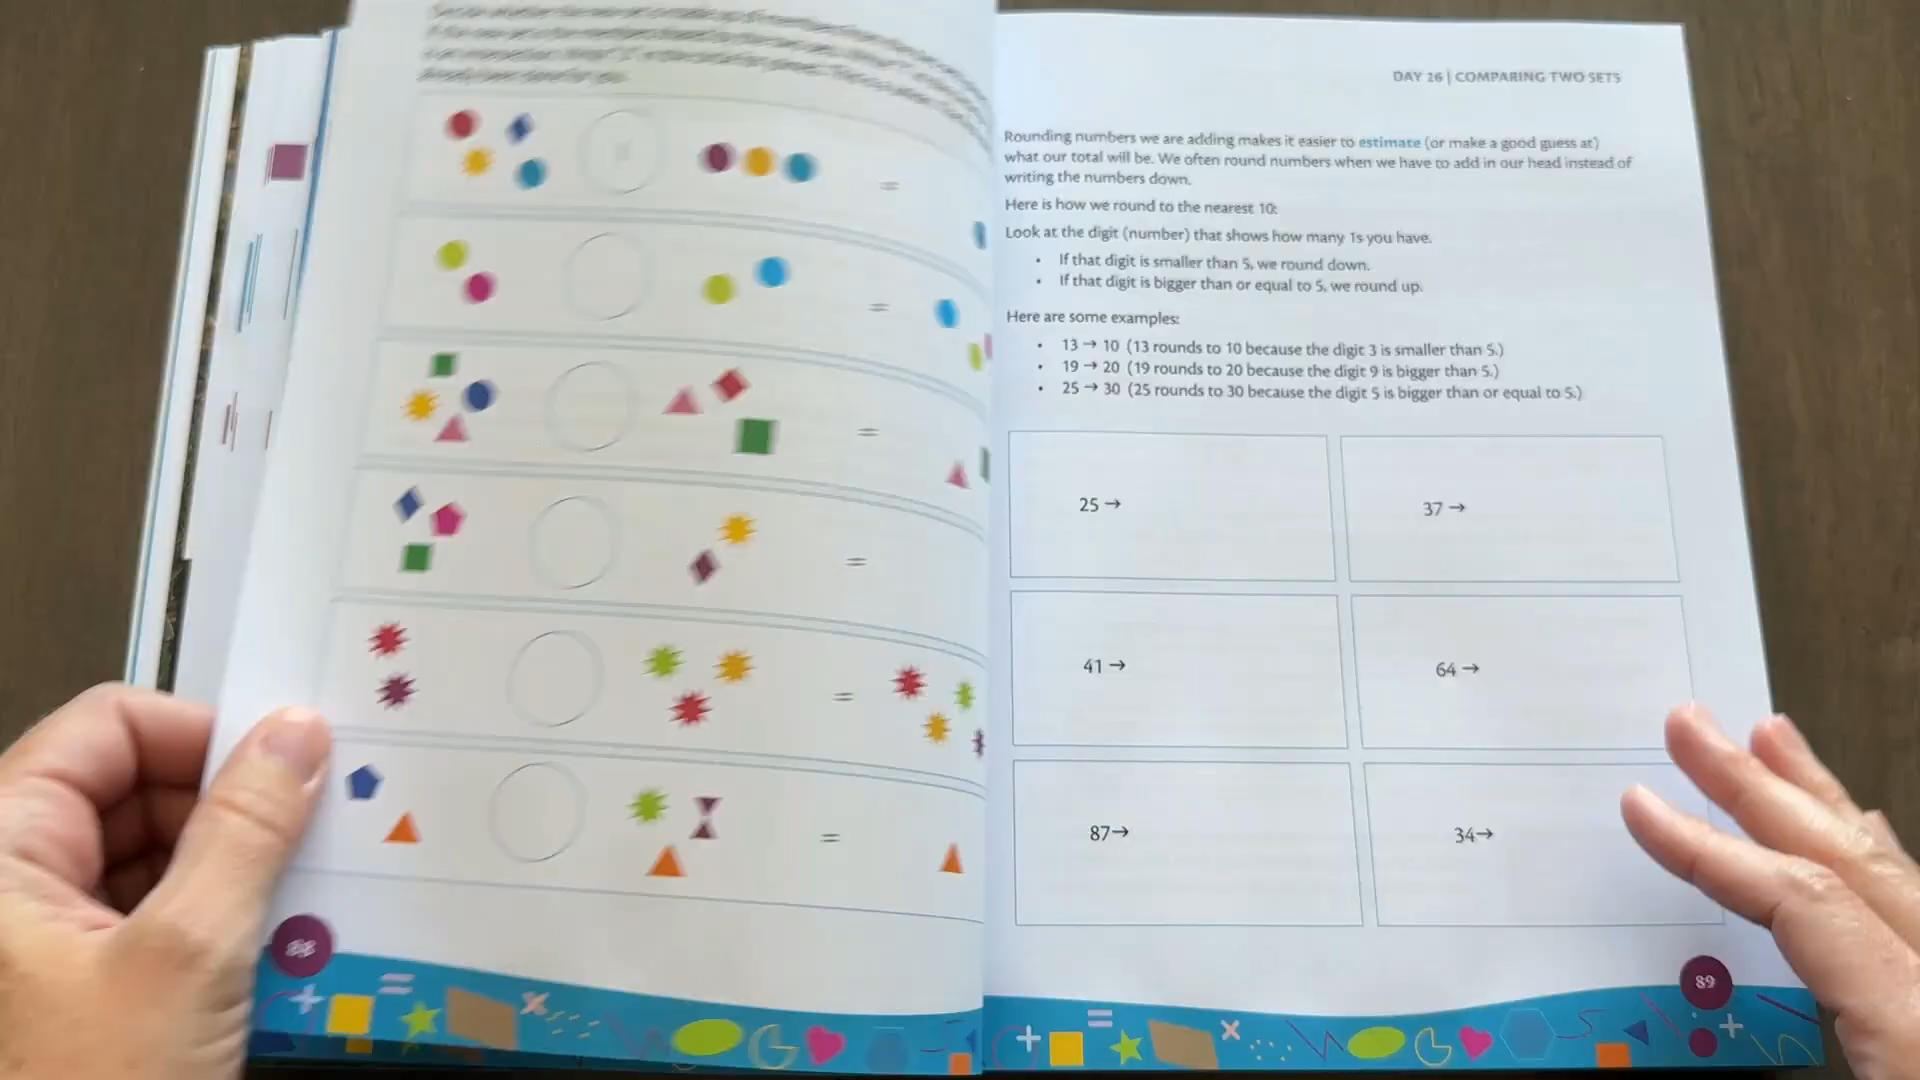 =
=
=
=
=
=
DAY 26 | COMPARING TWO SETS
Rounding numbers we are adding makes it easier to estimate (or make a good guess at)
what our total will be. We often round numbers when we have to add in our head instead of
writing the numbers down.
Here is how we round to the nearest 10:
Look at the digit (number) that shows how many 1s you have.
• If that digit is smaller than 5, we round down.
• If that digit is bigger than or equal to 5, we round up.
Here are some examples:
• 13 → 10 (13 rounds to 10 because the digit 3 is smaller than 5.)
• 19 → 20 (19 rounds to 20 because the digit 9 is bigger than 5.)
• 25 → 30 (25 rounds to 30 because the digit 5 is bigger than or equal to 5.)
25 →
37 →
41 →
64 →
87→
34→
89